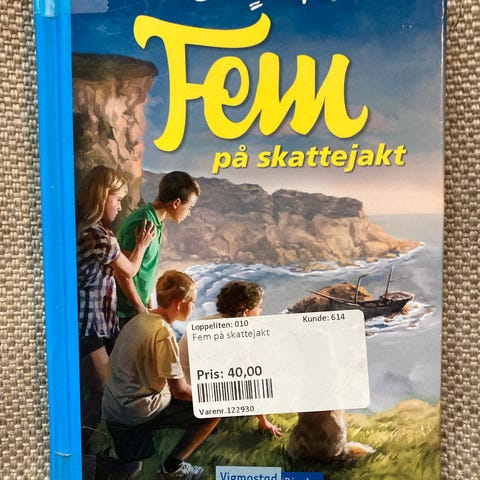 Fem
på skattejakt
Loppeliten: 010 Kunde: 614
Fem på skattejakt
Pris: 40,00
Varenr.122930
Vigmostad